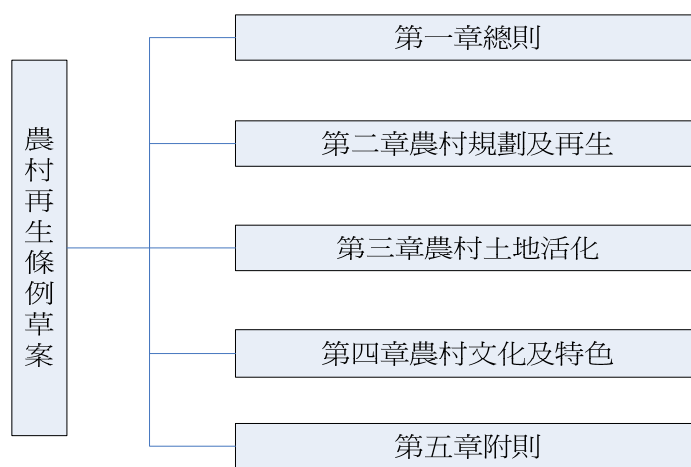 農村再生條例草案
第一章總則
第二章農村規劃及再生
第三章農村土地活化
第四章農村文化及特色
第五章附則